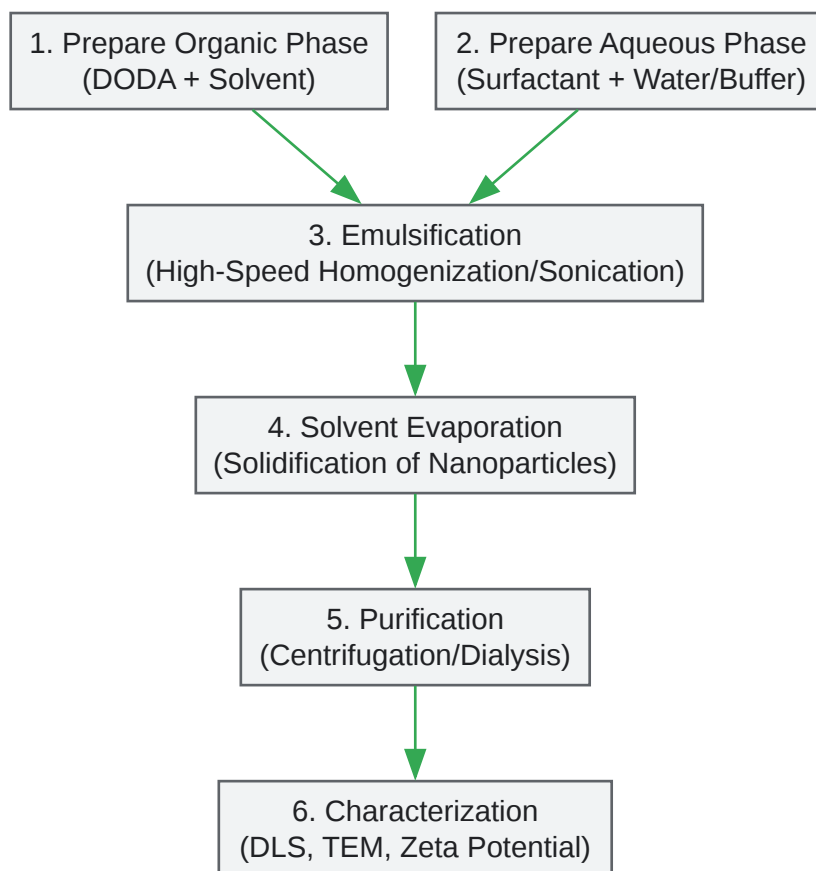 1. Prepare Organic Phase
(DODA + Solvent)
2. Prepare Aqueous Phase
(Surfactant + Water/Buffer)
3. Emulsification
(High-Speed Homogenization/Sonication)
4. Solvent Evaporation
(Solidification of Nanoparticles)
5. Purification
(Centrifugation/Dialysis)
6. Characterization
(DLS, TEM, Zeta Potential)